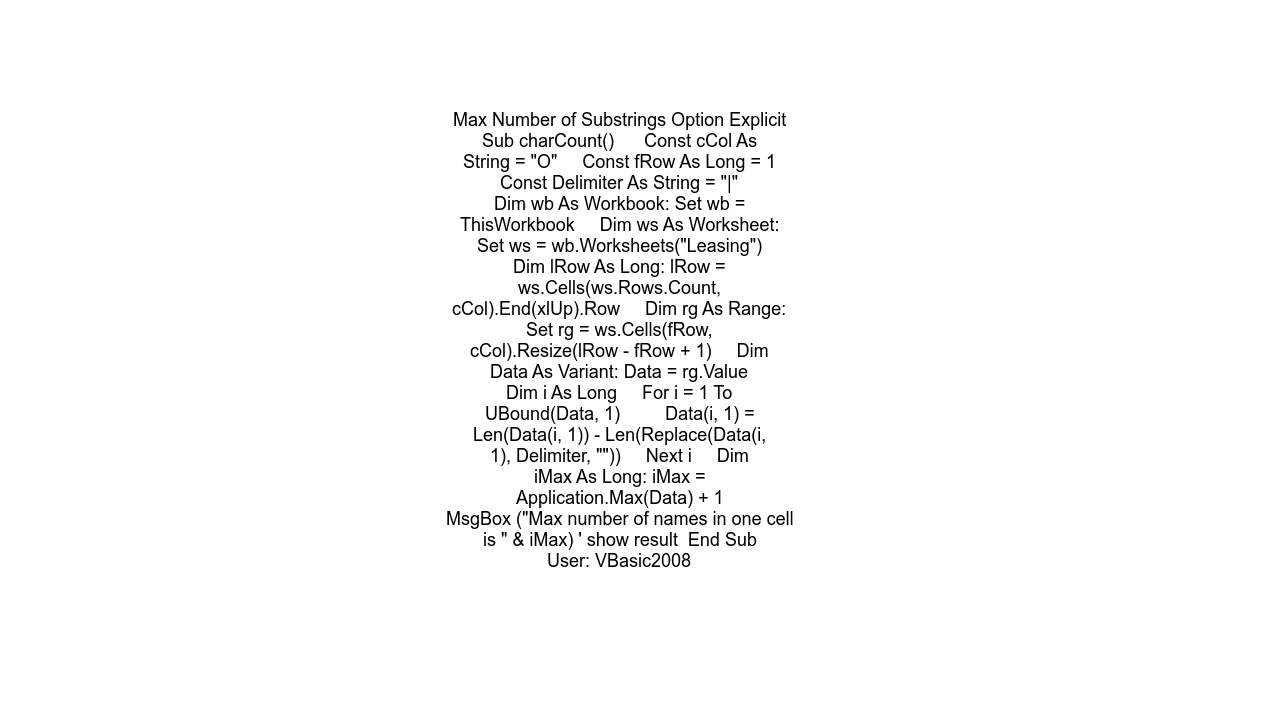 Max Number of Substrings Option Explicit
Sub charCount()      Const cCol As
String = "O"     Const fRow As Long = 1
Const Delimiter As String = "|"
Dim wb As Workbook: Set wb =
ThisWorkbook     Dim ws As Worksheet:
Set ws = wb.Worksheets("Leasing")
Dim lRow As Long: lRow =
ws.Cells(ws.Rows.Count,
cCol).End(xlUp).Row     Dim rg As Range:
Set rg = ws.Cells(fRow,
cCol).Resize(lRow - fRow + 1)     Dim
Data As Variant: Data = rg.Value
Dim i As Long     For i = 1 To
UBound(Data, 1)         Data(i, 1) =
Len(Data(i, 1)) - Len(Replace(Data(i,
1), Delimiter, ""))     Next i     Dim
iMax As Long: iMax =
Application.Max(Data) + 1
MsgBox ("Max number of names in one cell
is " & iMax) ' show result  End Sub
User: VBasic2008